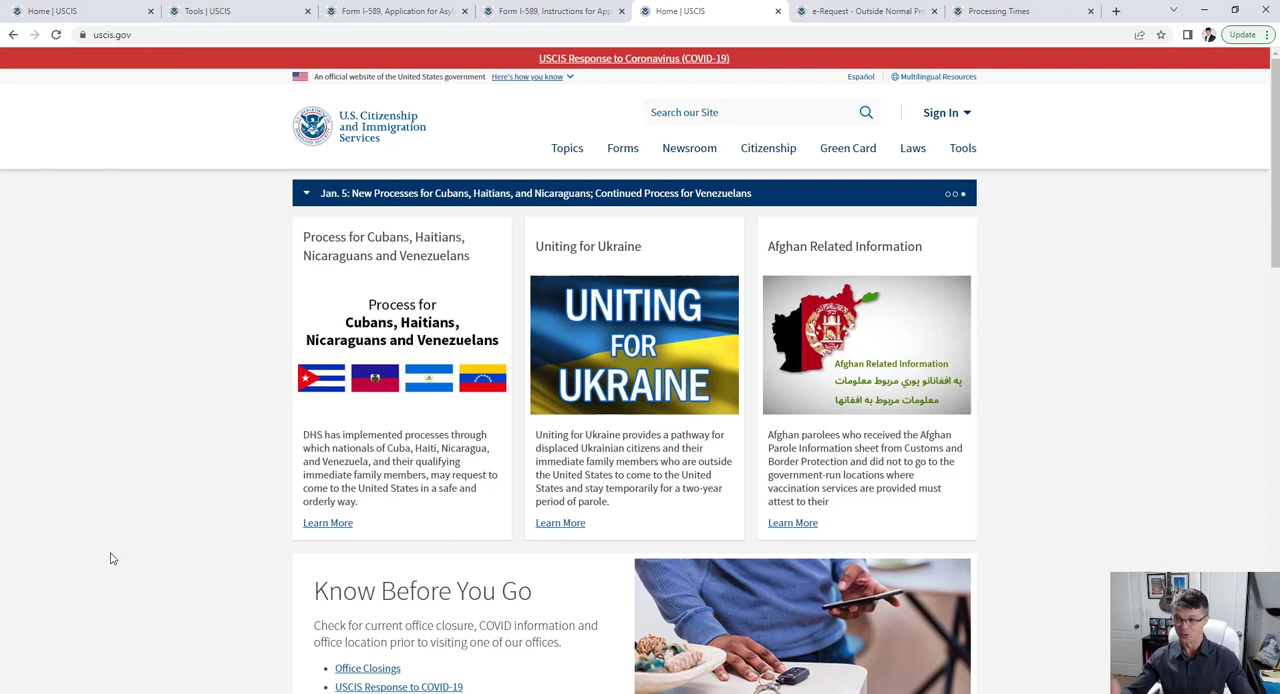 Home | USCIS
Tools | USCIS
Form I-589, Application for Asyl
Form I-589, Instructions for App
Home | USCIS
e-Request - Outside Normal Pro
Processing Times
uscis.gov
Update
USCIS Response to Coronavirus (COVID-19)
An official website of the United States government Here's how you know
Español
Multilingual Resources
U.S. Citizenship
and Immigration
Services
Search our Site
Sign In
Topics Forms Newsroom Citizenship Green Card Laws Tools
Jan. 5: New Processes for Cubans, Haitians, and Nicaraguans; Continued Process for Venezuelans
Process for Cubans, Haitians,
Nicaraguans and Venezuelans
Process for
Cubans, Haitians,
Nicaraguans and Venezuelans
DHS has implemented processes through
which nationals of Cuba, Haiti, Nicaragua,
and Venezuela, and their qualifying
immediate family members, may request to
come to the United States in a safe and
orderly way.
Learn More
Uniting for Ukraine
UNITING
FOR
UKRAINE
Uniting for Ukraine provides a pathway for
displaced Ukrainian citizens and their
immediate family members who are outside
the United States to come to the United
States and stay temporarily for a two-year
period of parole.
Learn More
Afghan Related Information
Afghan Related Information
په افغانانو پوري مربوط معلومات
معلومات مربوط به افغانها
Afghan parolees who received the Afghan
Parole Information sheet from Customs and
Border Protection and did not to go to the
government-run locations where
vaccination services are provided must
attest to their
Learn More
Know Before You Go
Check for current office closure, COVID information and
office location prior to visiting one of our offices.
Office Closings
USCIS Response to COVID-19